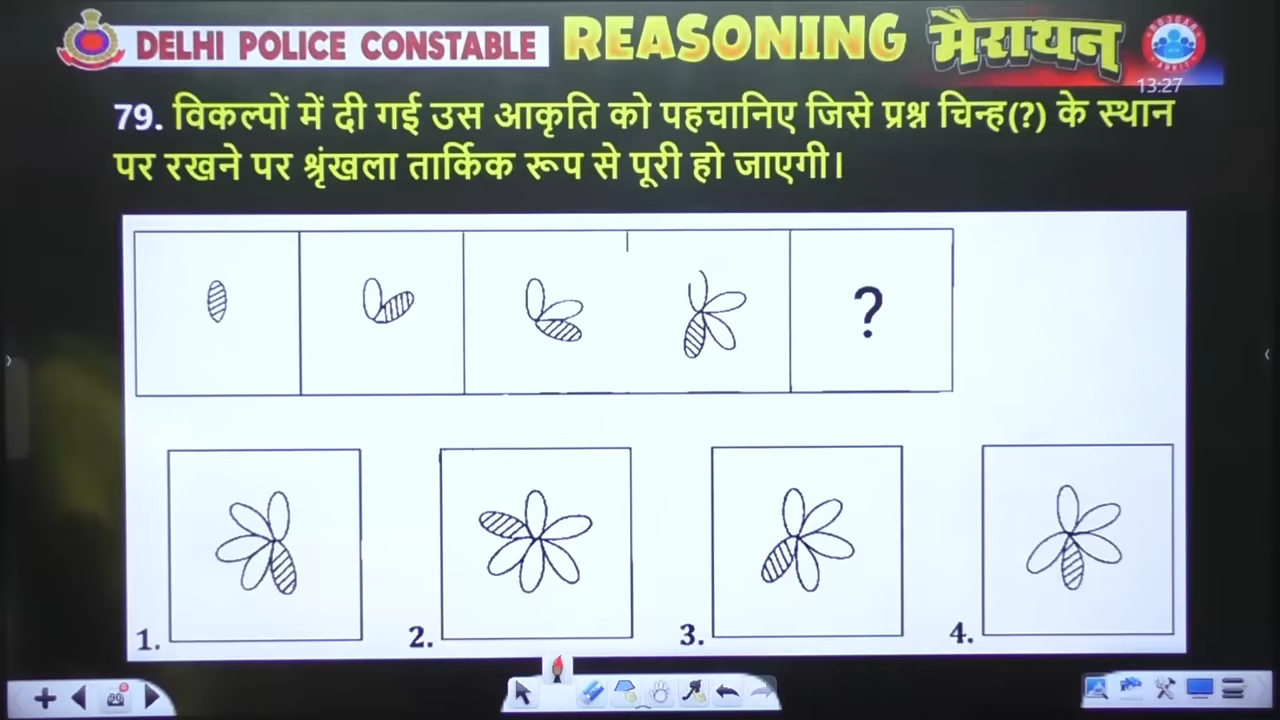 DELHI POLICE CONSTABLE REASONING मैराथन
13:27
79. विकल्पों में दी गई उस आकृति को पहचानिए जिसे प्रश्न चिन्ह(?) के स्थान
पर रखने पर श्रृंखला तार्किक रूप से पूरी हो जाएगी।
?
1. 2. 3. 4.